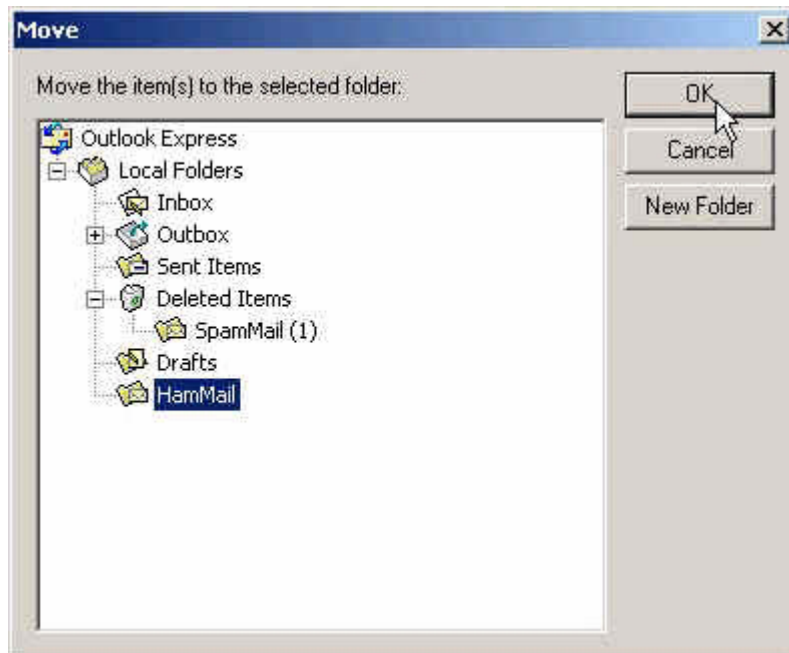 Move
Move the item(s) to the selected folder:
OK
Outlook Express
Cancel
Local Folders
Inbox
New Folder
Outbox
Sent Items
Deleted Items
SpamMail (1)
Drafts
HamMail